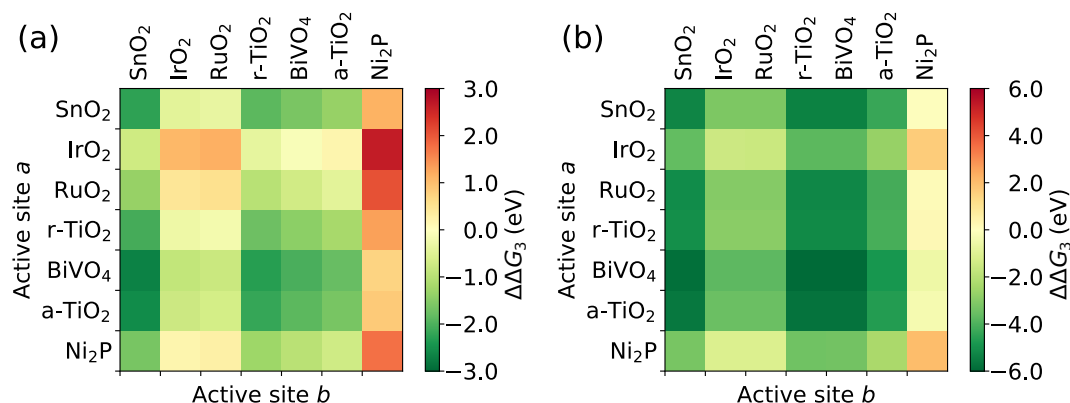 (a)
SnO₂ IrO₂ RuO₂ r-TiO₂ BiVO₄ a-TiO₂ Ni₂P
Active site a
SnO₂
IrO₂
RuO₂
r-TiO₂
BiVO₄
a-TiO₂
Ni₂P
Active site b
3.0
2.0
1.0
0.0
−1.0
−2.0
−3.0
ΔΔG₃ (eV)
(b)
SnO₂ IrO₂ RuO₂ r-TiO₂ BiVO₄ a-TiO₂ Ni₂P
Active site a
SnO₂
IrO₂
RuO₂
r-TiO₂
BiVO₄
a-TiO₂
Ni₂P
Active site b
6.0
4.0
2.0
0.0
−2.0
−4.0
−6.0
ΔΔG₃ (eV)